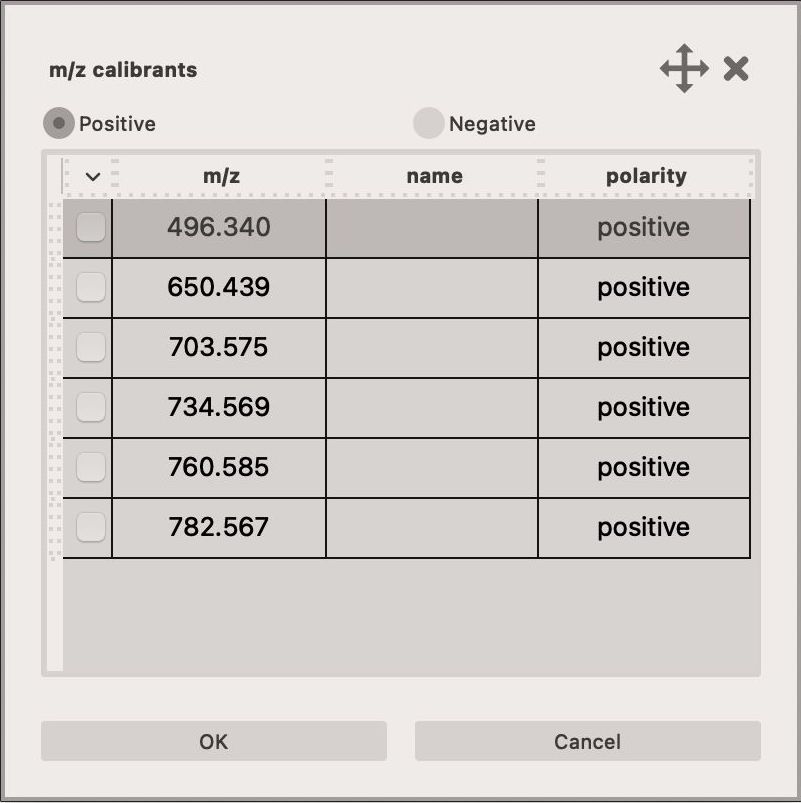 m/z calibrants
Positive Negative
m/z name polarity
496.340 positive
650.439 positive
703.575 positive
734.569 positive
760.585 positive
782.567 positive
OK Cancel